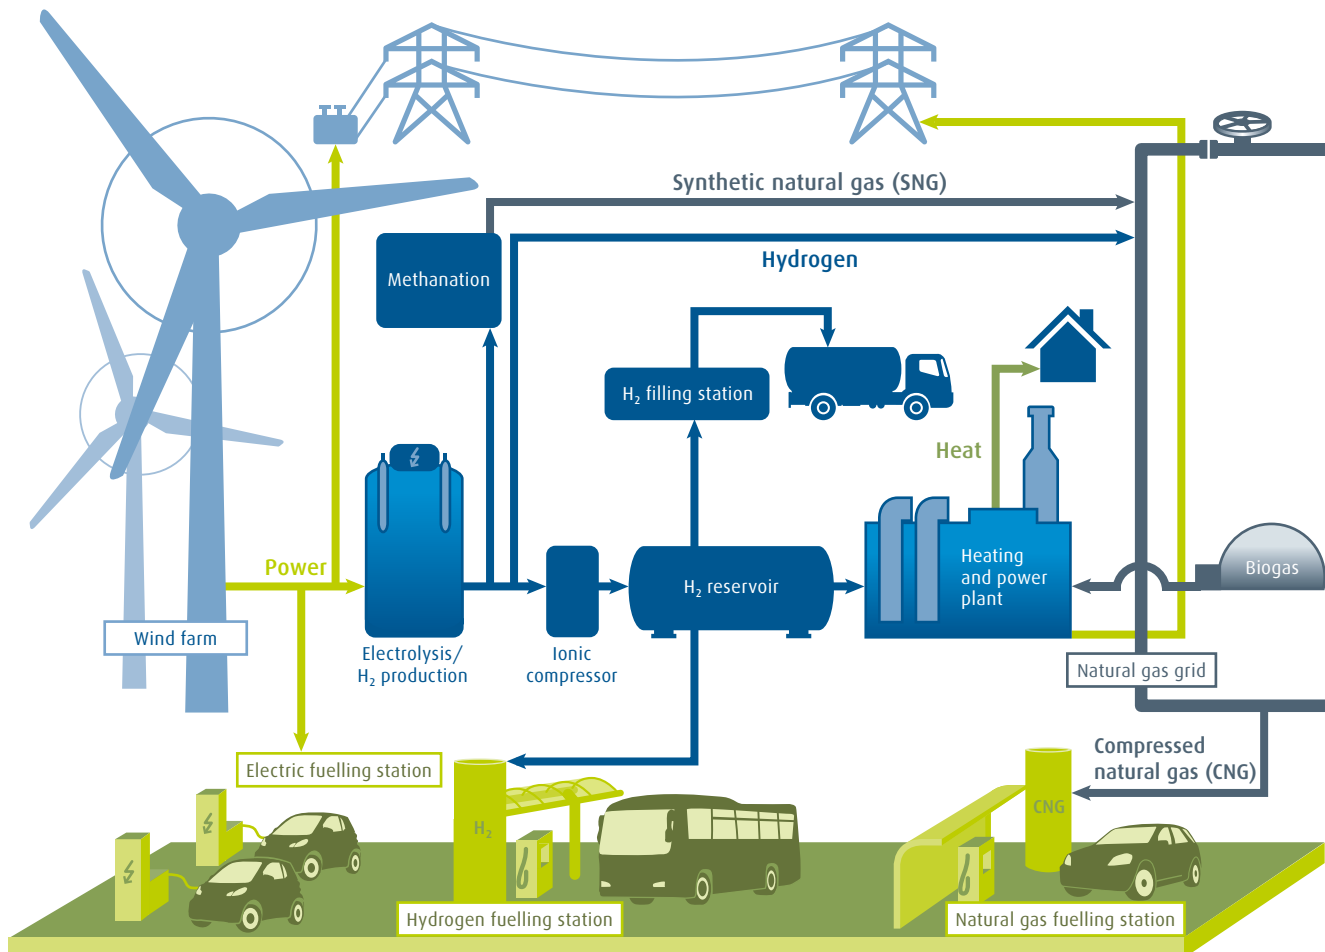 Synthetic natural gas (SNG)
Hydrogen
Methanation
H₂ filling station
Heat
Power
Heating
and power
plant
Biogas
H₂ reservoir
Wind farm
Electrolysis/
H₂ production
Ionic
compressor
Natural gas grid
Compressed
natural gas (CNG)
Electric fuelling station
H₂
CNG
Hydrogen fuelling station
Natural gas fuelling station